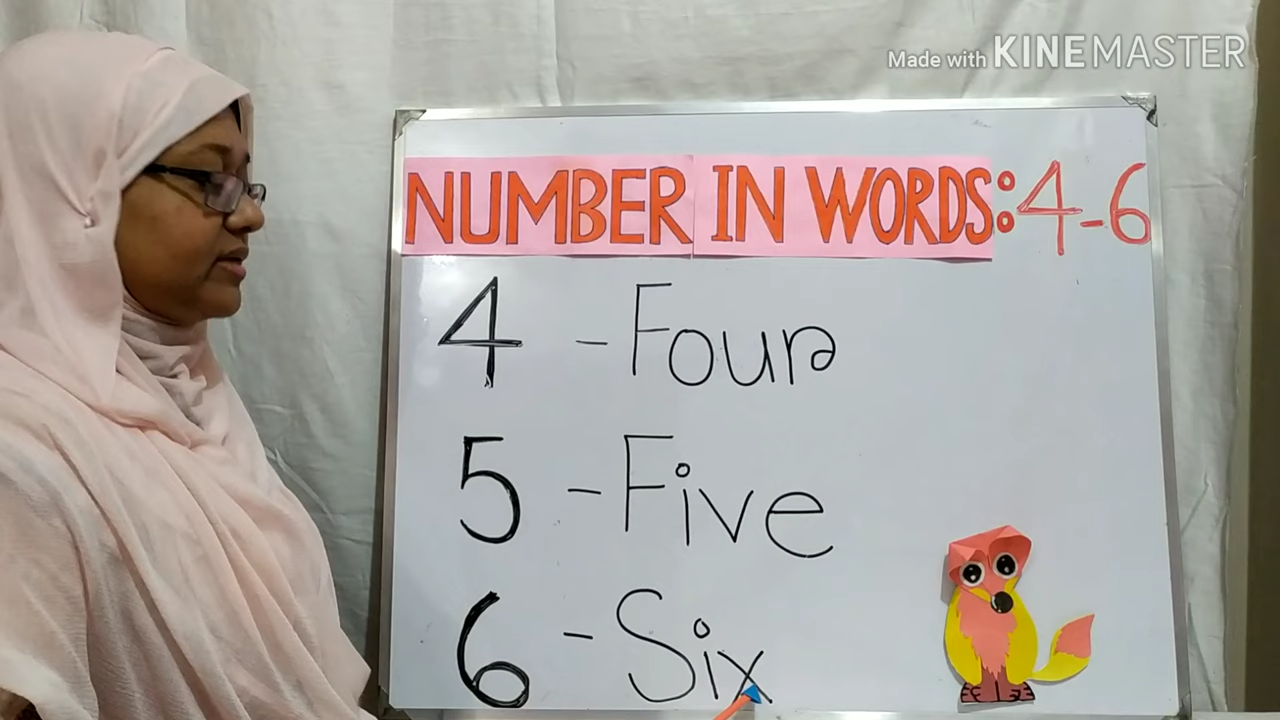 Made with KINEMASTER
NUMBER IN WORDS: 4-6
4 - Four
5 - Five
6 - Six